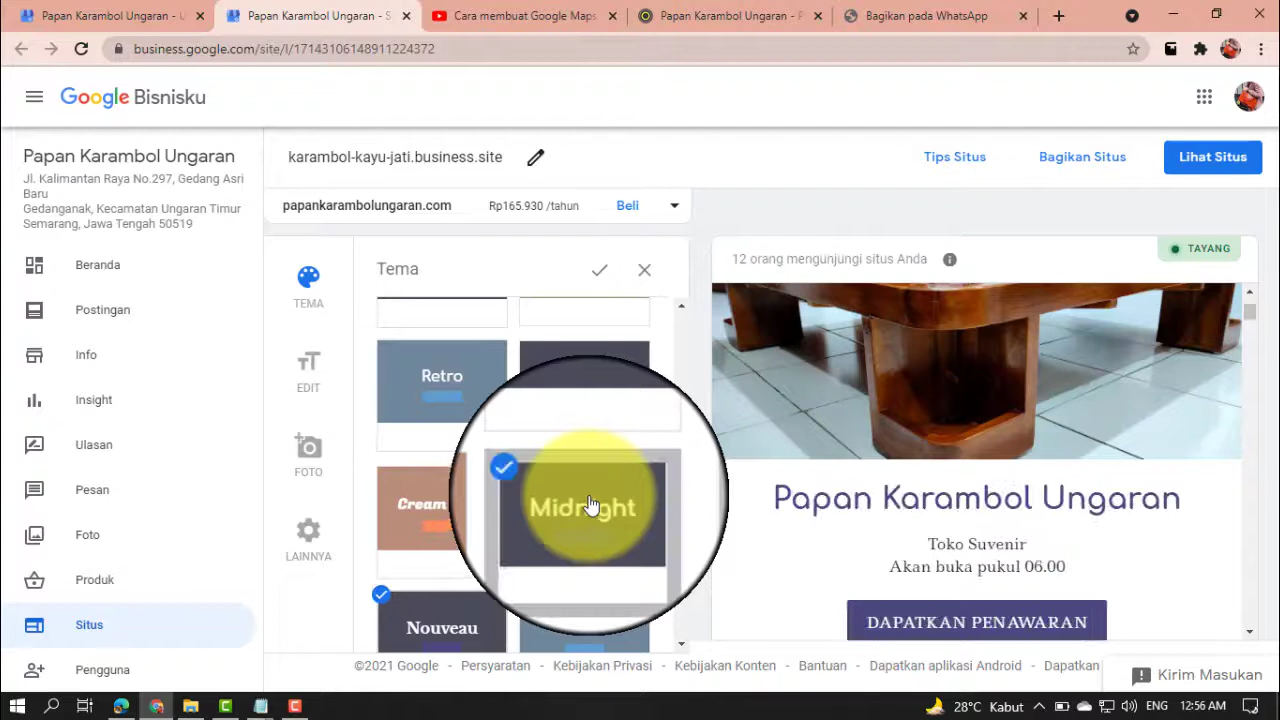 Papan Karambol Ungaran - U
Papan Karambol Ungaran - S
Cara membuat Google Maps
Papan Karambol Ungaran - P
Bagikan pada WhatsApp
business.google.com/site/l/17143106148911224372
Google Bisnisku
Papan Karambol Ungaran
Jl. Kalimantan Raya No.297, Gedang Asri
Baru
Gedanganak, Kecamatan Ungaran Timur
Semarang, Jawa Tengah 50519
Beranda
Postingan
Info
Insight
Ulasan
Pesan
Foto
Produk
Situs
Pengguna
karambol-kayu-jati.business.site
Tips Situs
Bagikan Situs
Lihat Situs
papankarambolungaran.com
Rp165.930 /tahun
Beli
TEMA
EDIT
FOTO
LAINNYA
Tema
Retro
Cream
Midnight
Nouveau
12 orang mengunjungi situs Anda
TAYANG
Papan Karambol Ungaran
Toko Suvenir
Akan buka pukul 06.00
DAPATKAN PENAWARAN
©2021 Google - Persyaratan - Kebijakan Privasi - Kebijakan Konten - Bantuan - Dapatkan aplikasi Android - Dapatkan
Kirim Masukan
28°C Kabut
ENG
12:56 AM